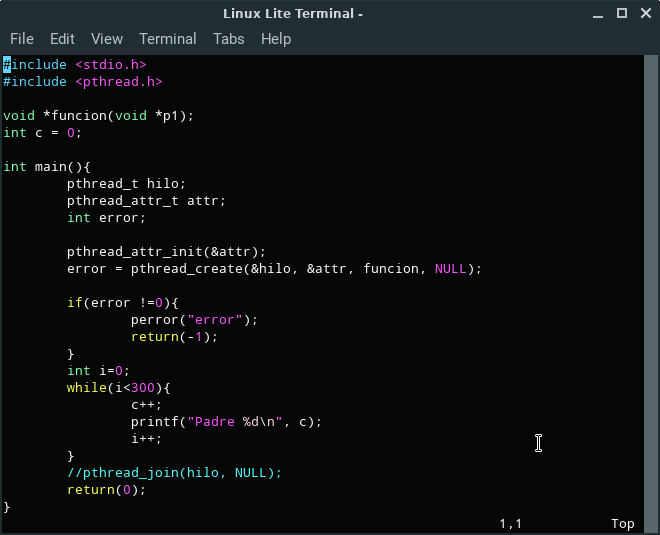 Linux Lite Terminal -
File Edit View Terminal Tabs Help
#include <stdio.h>
#include <pthread.h>

void *funcion(void *p1);
int c = 0;

int main(){
        pthread_t hilo;
        pthread_attr_t attr;
        int error;

        pthread_attr_init(&attr);
        error = pthread_create(&hilo, &attr, funcion, NULL);

        if(error !=0){
                perror("error");
                return(-1);
        }
        int i=0;
        while(i<300){
                c++;
                printf("Padre %d\n", c);
                i++;
        }
        //pthread_join(hilo, NULL);
        return(0);
}
1,1 Top